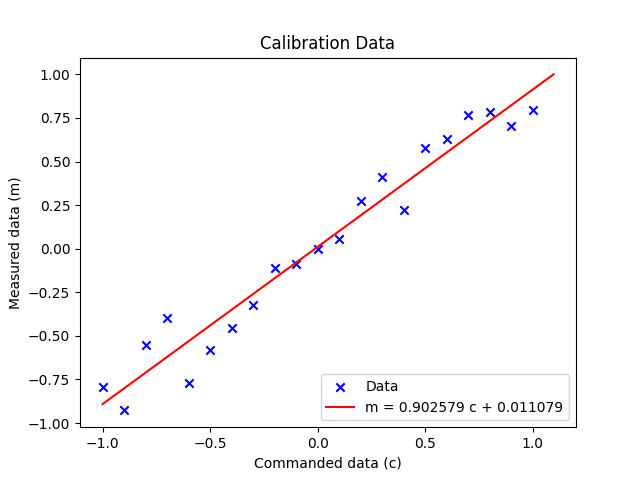 Calibration Data
1.00
0.75
0.50
0.25
0.00
−0.25
−0.50
−0.75
−1.00
Measured data (m)
Data
m = 0.902579 c + 0.011079
−1.0
−0.5
0.0
0.5
1.0
Commanded data (c)